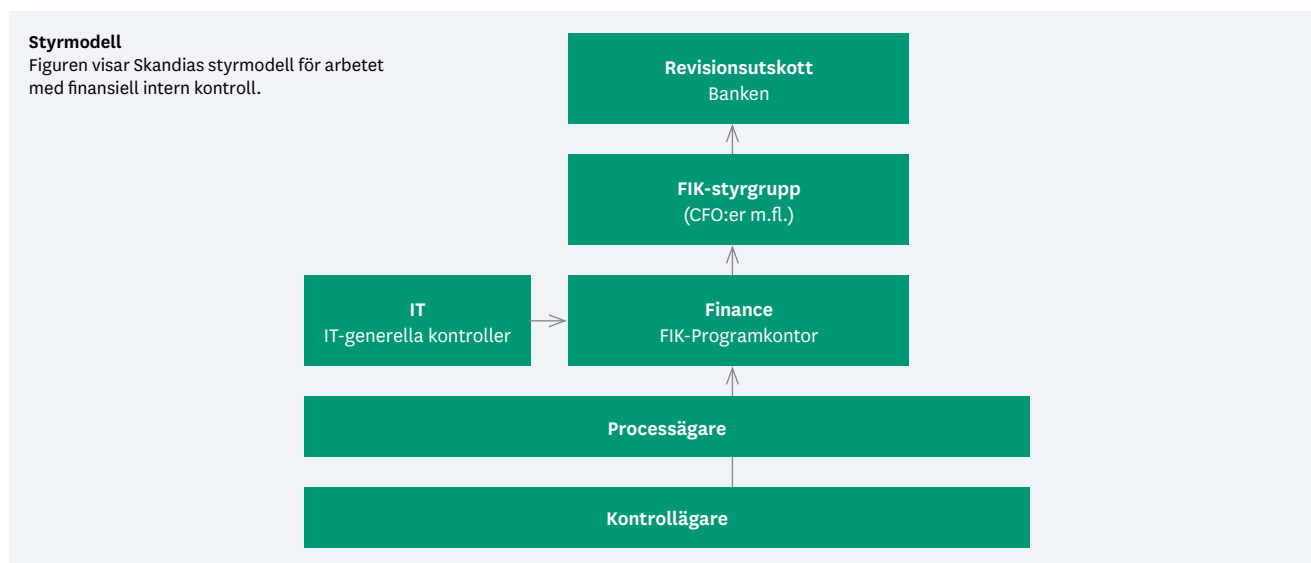 Styrmodell
Figuren visar Skandias styrmodell för arbetet
med finansiell intern kontroll.
Revisionsutskott
Banken
FIK-styrgrupp
(CFO:er m.fl.)
IT
IT-generella kontroller
Finance
FIK-Programkontor
Processägare
Kontrollägare